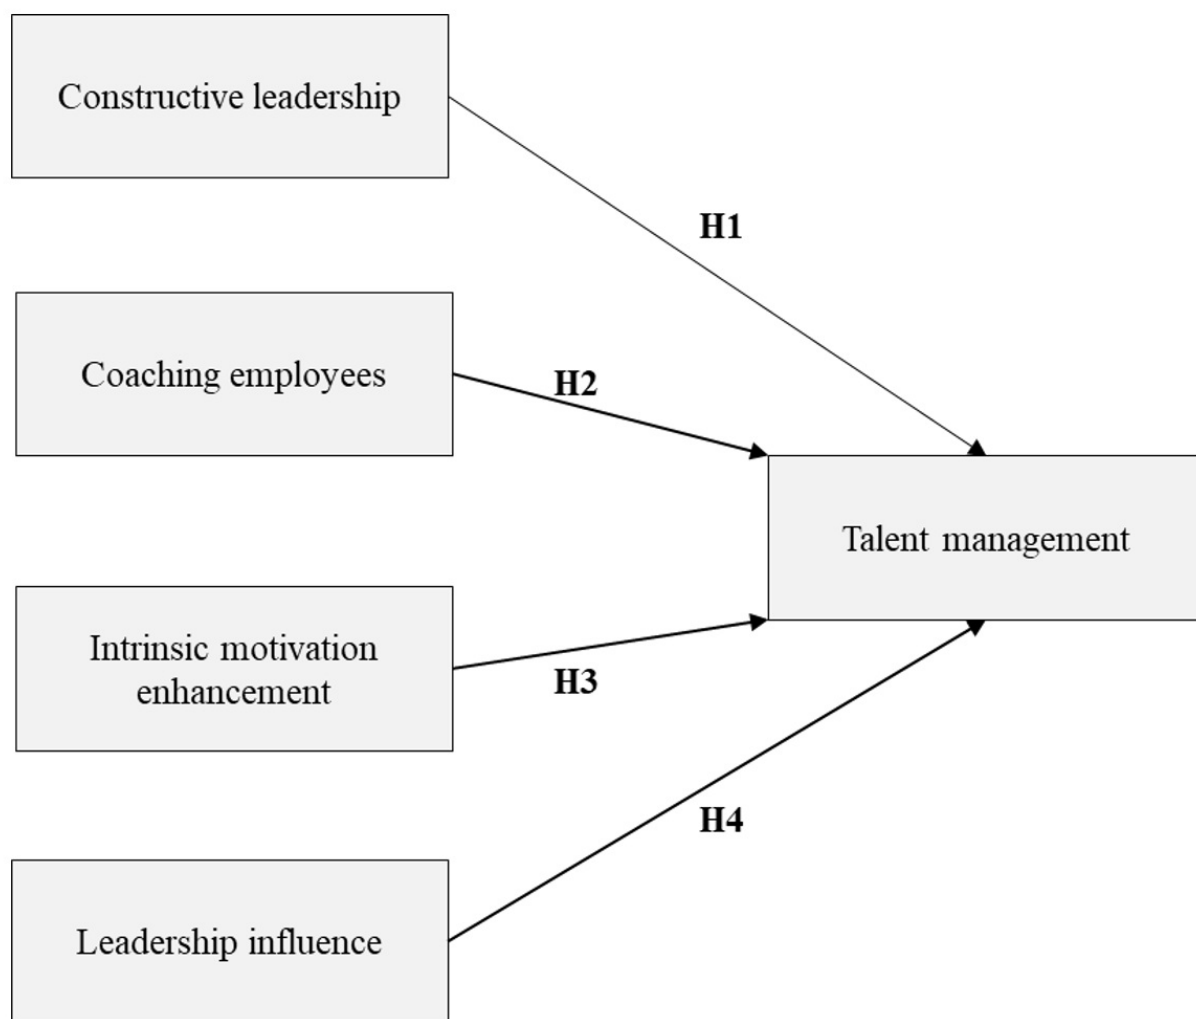 Constructive leadership
H1
Coaching employees
H2
Talent management
Intrinsic motivation
enhancement
H3
H4
Leadership influence